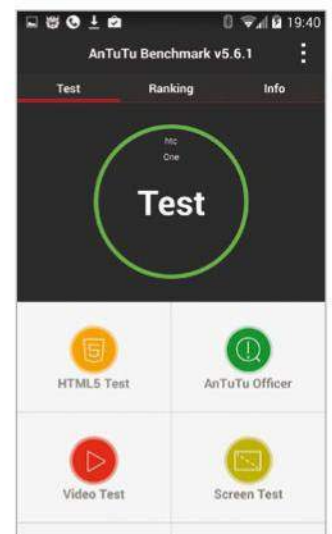 19:40
AnTuTu Benchmark v5.6.1
Test Ranking Info
htc
One
Test
HTML5 Test AnTuTu Officer
Video Test Screen Test